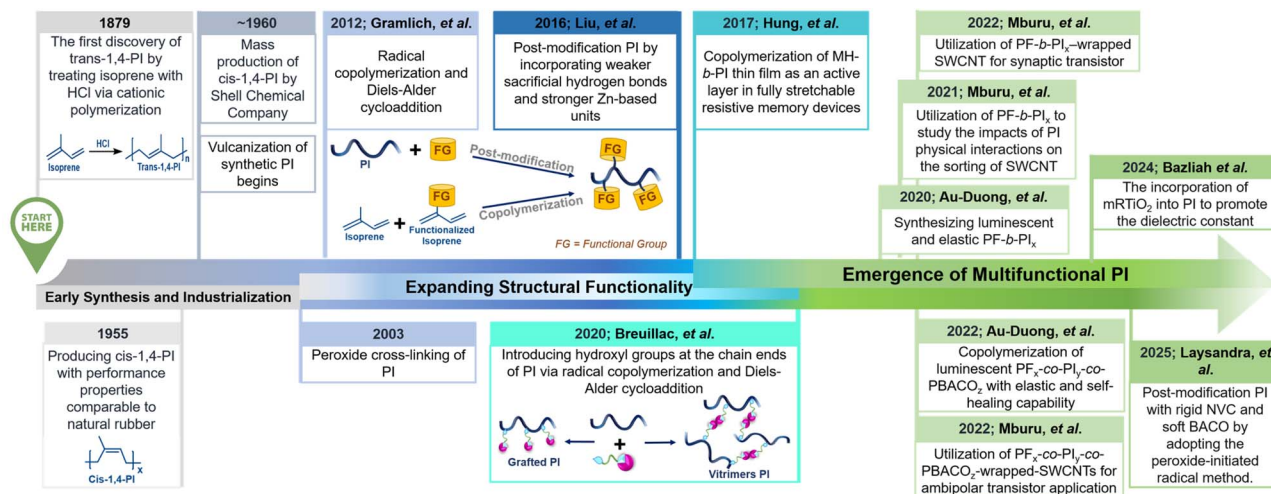 1879
The first discovery of
trans-1,4-PI by
treating isoprene with
HCl via cationic
polymerization
HCl
n
Isoprene
Trans-1,4-PI
~1960
Mass
production of
cis-1,4-PI by
Shell Chemical
Company
Vulcanization of
synthetic PI
begins
2012; Gramlich, et al.
Radical
copolymerization and
Diels-Alder
cycloaddition
2016; Liu, et al.
Post-modification PI by
incorporating weaker
sacrificial hydrogen bonds
and stronger Zn-based
units
PI
+
FG
Post-modification
FG
FG
FG
FG
Copolymerization
+
Isoprene
Functionalized
Isoprene
FG = Functional Group
2017; Hung, et al.
Copolymerization of MH-
b-PI thin film as an active
layer in fully stretchable
resistive memory devices
2022; Mburu, et al.
Utilization of PF-b-PIx–wrapped
SWCNT for synaptic transistor
2021; Mburu, et al.
Utilization of PF-b-PIx to
study the impacts of PI
physical interactions on
the sorting of SWCNT
2020; Au-Duong, et al.
Synthesizing luminescent
and elastic PF-b-PIx
2024; Bazliah et al.
The incorporation of
mRTiO2 into PI to promote
the dielectric constant
START
HERE
Early Synthesis and Industrialization
Expanding Structural Functionality
Emergence of Multifunctional PI
1955
Producing cis-1,4-PI
with performance
properties
comparable to
natural rubber
x
Cis-1,4-PI
2003
Peroxide cross-linking of
PI
2020; Breuillac, et al.
Introducing hydroxyl groups at the chain ends
of PI via radical copolymerization and Diels-
Alder cycloaddition
+
Grafted PI
Vitrimers PI
2022; Au-Duong, et al.
Copolymerization of
luminescent PFx-co-PIy-co-
PBACOz with elastic and self-
healing capability
2022; Mburu, et al.
Utilization of PFx-co-PIy-co-
PBACOz-wrapped-SWCNTs for
ambipolar transistor application
2025; Laysandra, et
al.
Post-modification PI
with rigid NVC and
soft BACO by
adopting the
peroxide-initiated
radical method.